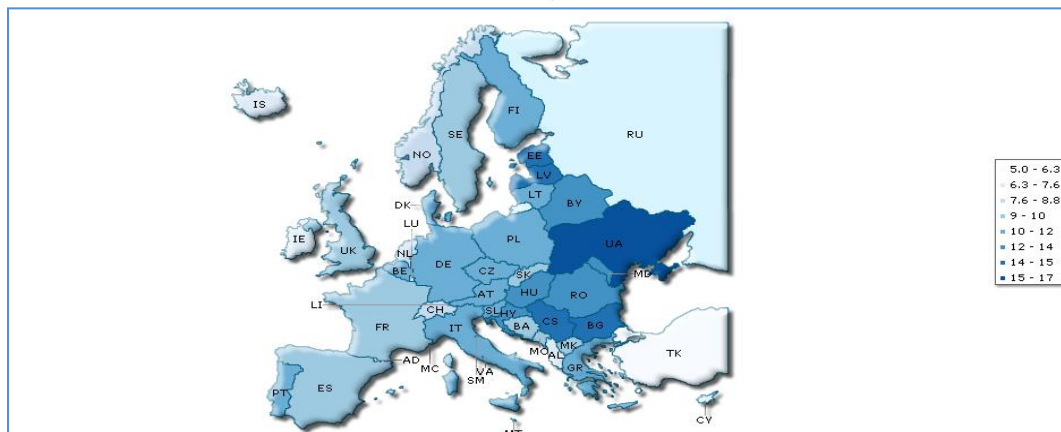 IS
FI
SE
RU
NO
EE
LV
LT
DK
BY
LU
IE
UK
NL
PL
UA
BE
DE
CZ
SK
MD
LI
AT
HU
RO
CH
SL
HY
FR
IT
BA
CS
BG
MK
MO
AL
TK
AD
MC
VA
SM
GR
PT
ES
CY
5.0 - 6.3
6.3 - 7.6
7.6 - 8.8
9 - 10
10 - 12
12 - 14
14 - 15
15 - 17